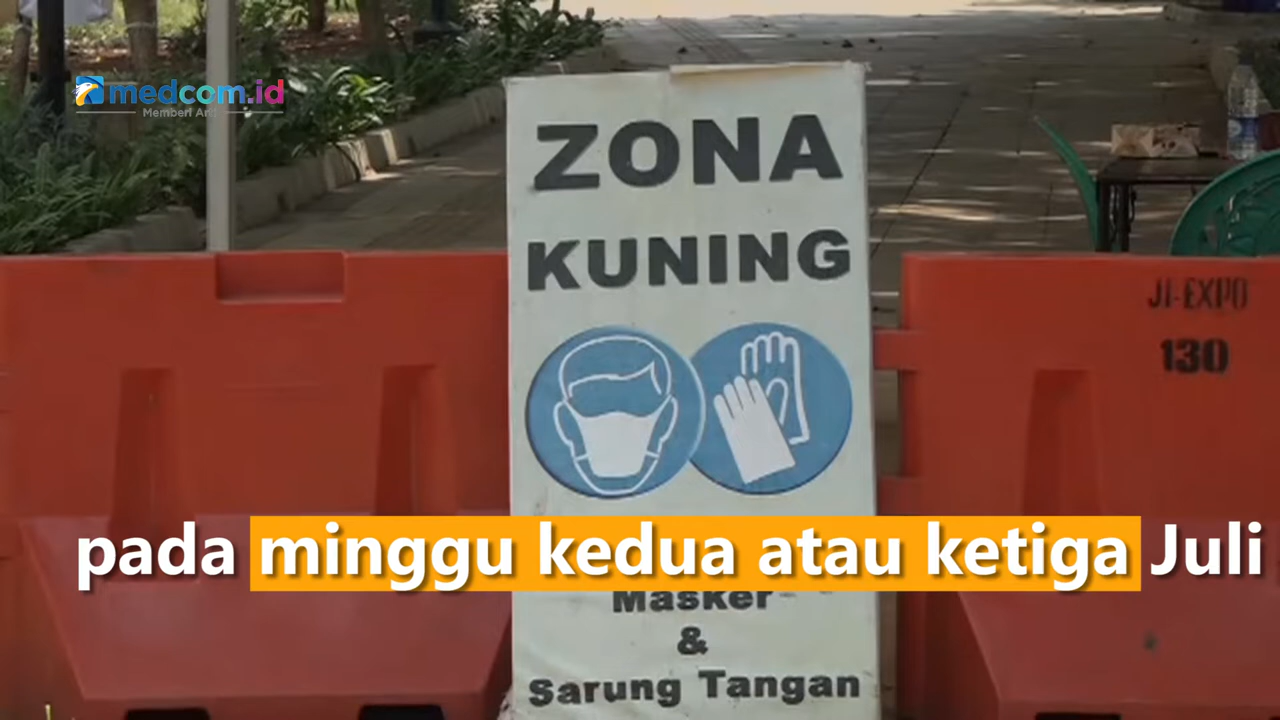 medcom.id
ZONA
KUNING
JI-EXPO
130
pada minggu kedua atau ketiga Juli
Masker
&
Sarung Tangan